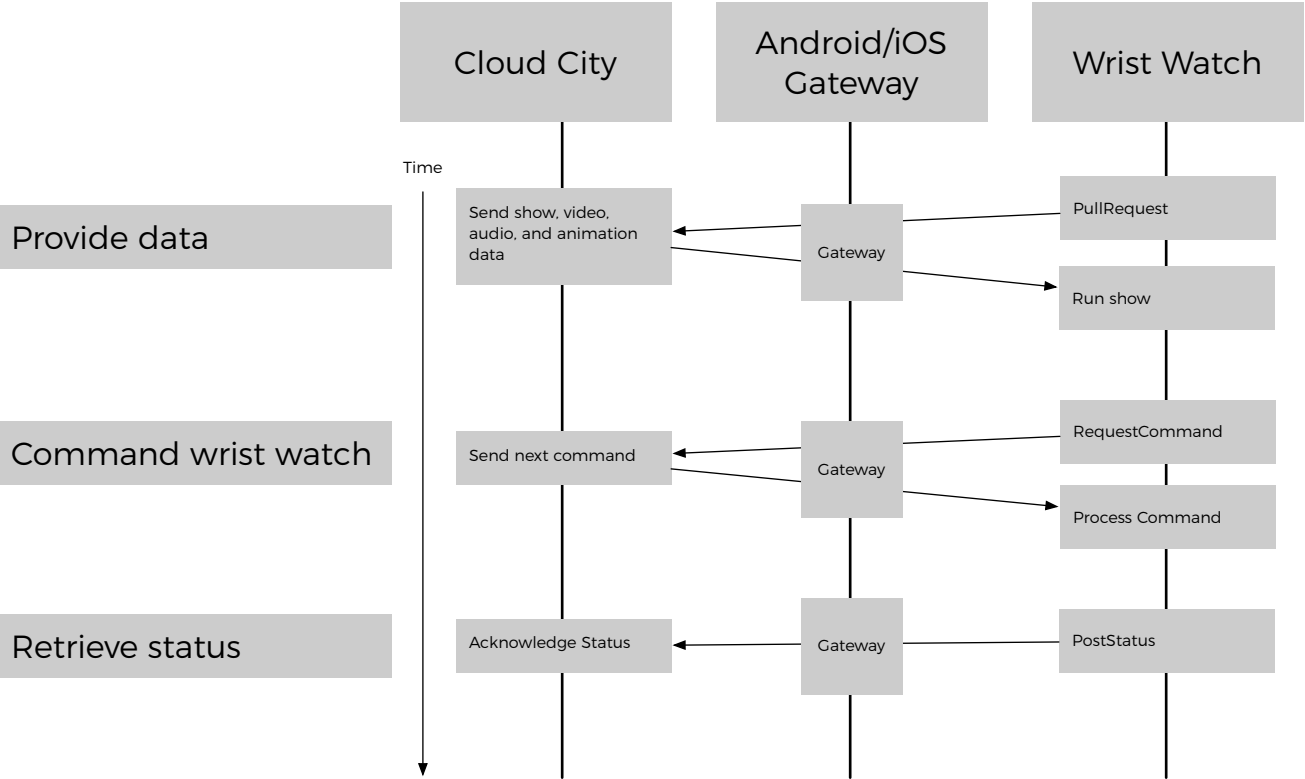 Cloud City
Android/iOS
Gateway
Wrist Watch
Time
Provide data
Send show, video,
audio, and animation
data
Gateway
PullRequest
Run show
Command wrist watch
Send next command
Gateway
RequestCommand
Process Command
Retrieve status
Acknowledge Status
Gateway
PostStatus